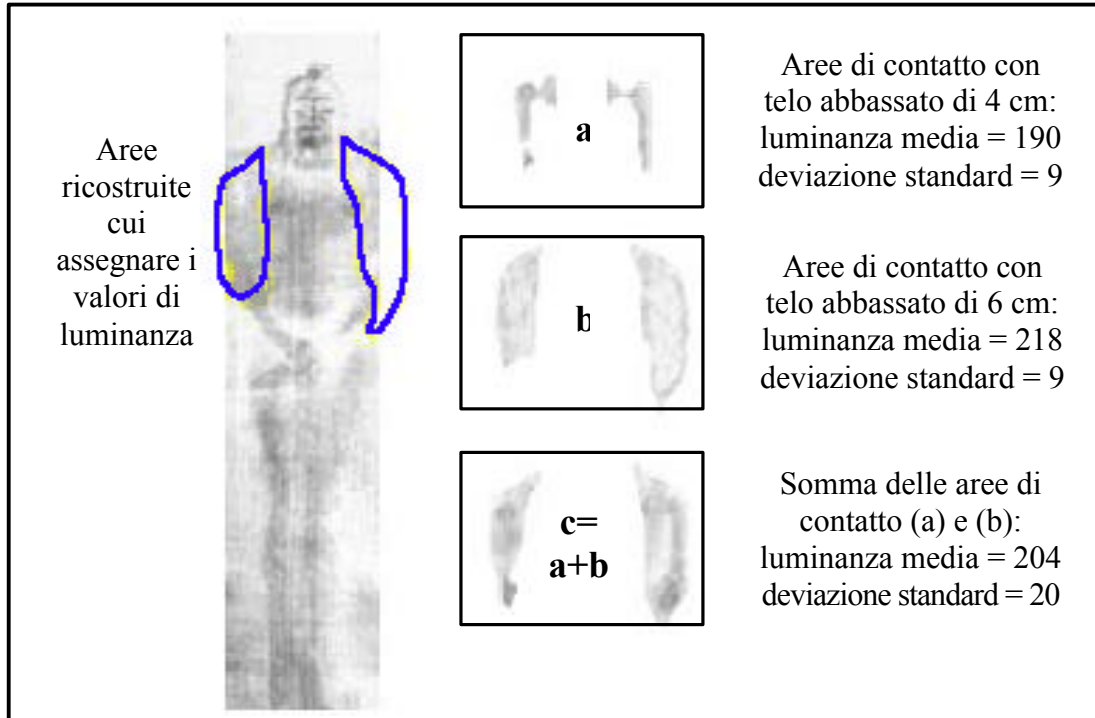 Aree
ricostruite
cui
assegnare i
valori di
luminanza
a
Aree di contatto con
telo abbassato di 4 cm:
luminanza media = 190
deviazione standard = 9
b
Aree di contatto con
telo abbassato di 6 cm:
luminanza media = 218
deviazione standard = 9
c=
a+b
Somma delle aree di
contatto (a) e (b):
luminanza media = 204
deviazione standard = 20